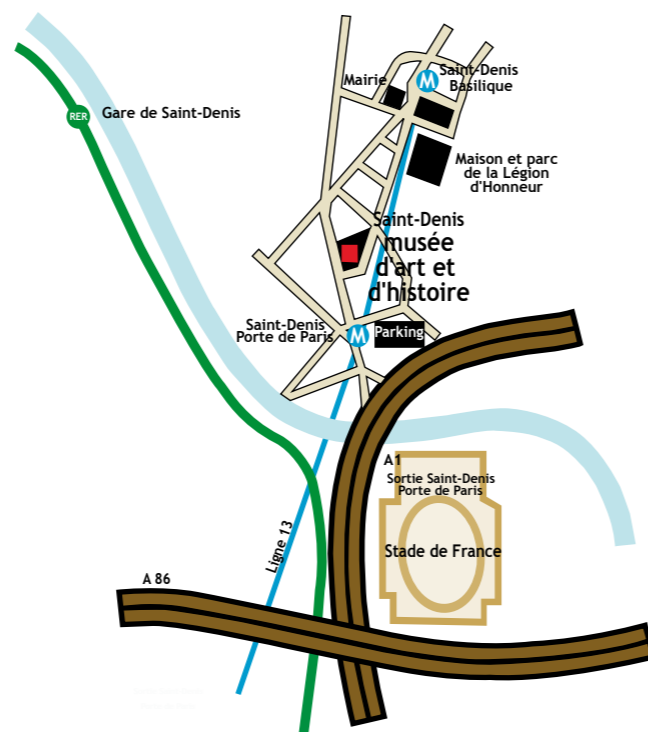 Saint-Denis
Basilique
M
Mairie
RER
Gare de Saint-Denis
Maison et parc
de la Légion
d'Honneur
Saint-Denis
musée
d'art et
d'histoire
Saint-Denis
Porte de Paris
M
Parking
A1
Sortie Saint-Denis
Porte de Paris
Stade de France
Ligne 13
A 86